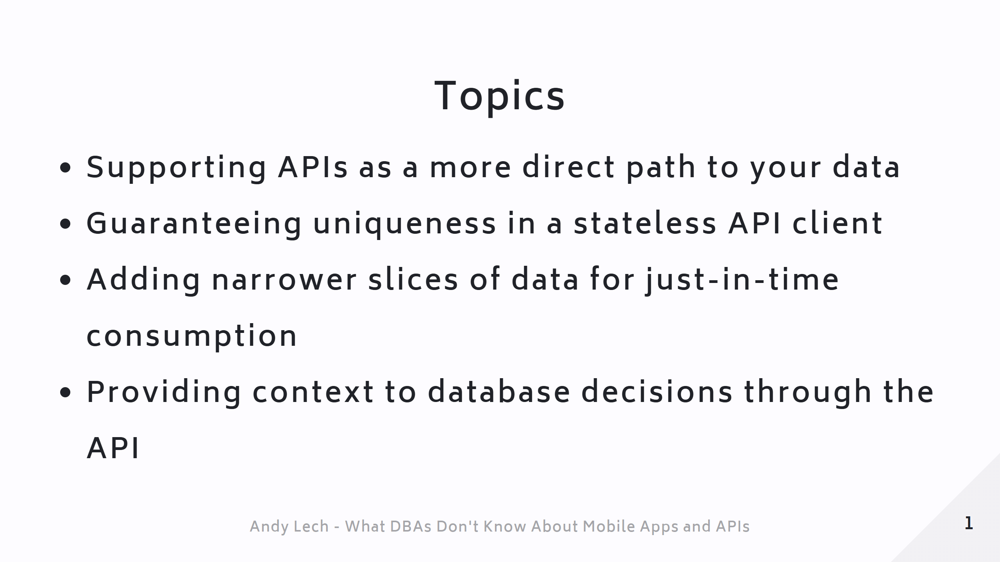 Topics
• Supporting APIs as a more direct path to your data
• Guaranteeing uniqueness in a stateless API client
• Adding narrower slices of data for just-in-time
consumption
• Providing context to database decisions through the
API
Andy Lech - What DBAs Don't Know About Mobile Apps and APIs
1